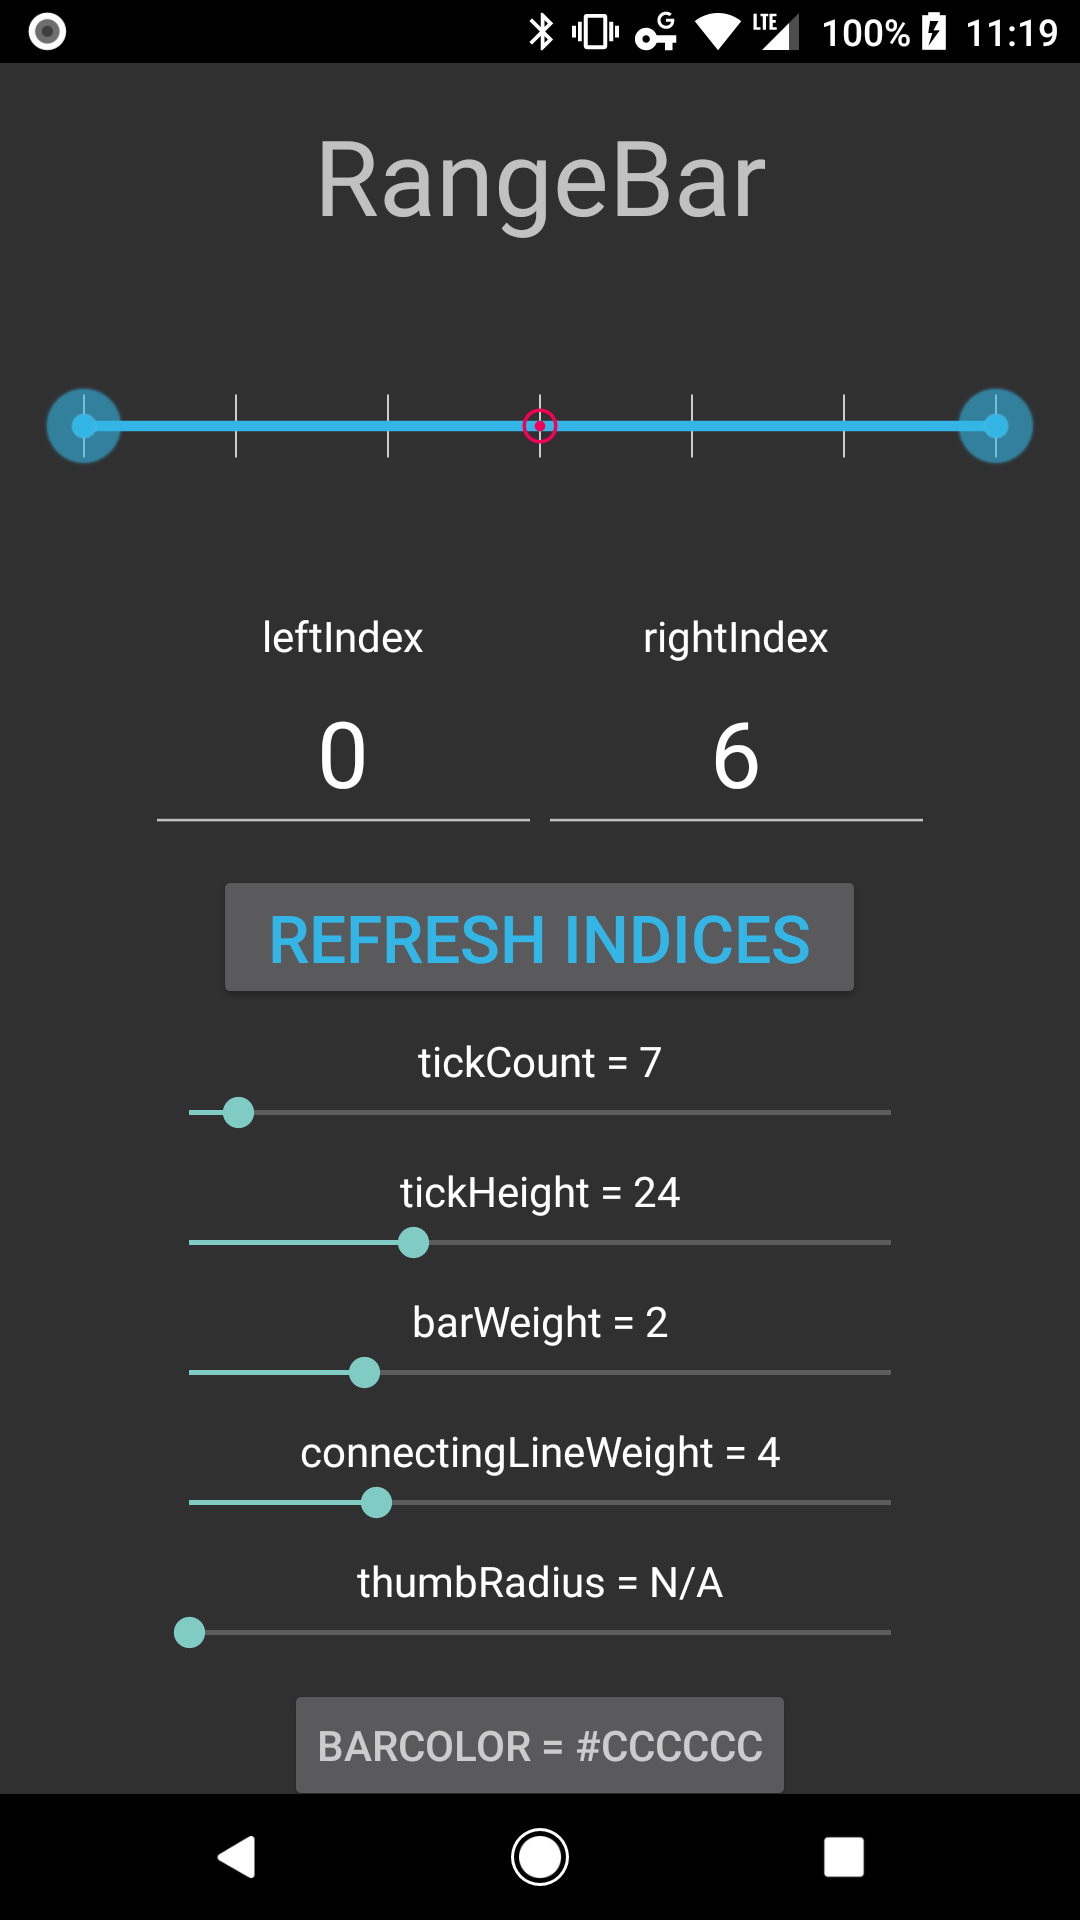 G LTE 100% 11:19
RangeBar
leftIndex rightIndex
0 6
REFRESH INDICES
tickCount = 7
tickHeight = 24
barWeight = 2
connectingLineWeight = 4
thumbRadius = N/A
BARCOLOR = #CCCCCC